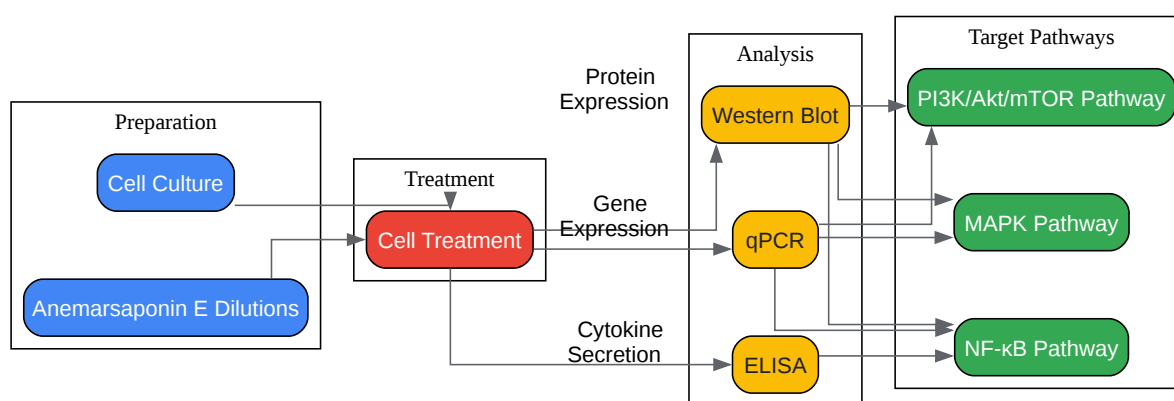 Preparation
Cell Culture
Anemarsaponin E Dilutions
Treatment
Cell Treatment
Protein
Expression
Gene
Expression
Cytokine
Secretion
Analysis
Western Blot
qPCR
ELISA
Target Pathways
PI3K/Akt/mTOR Pathway
MAPK Pathway
NF-κB Pathway